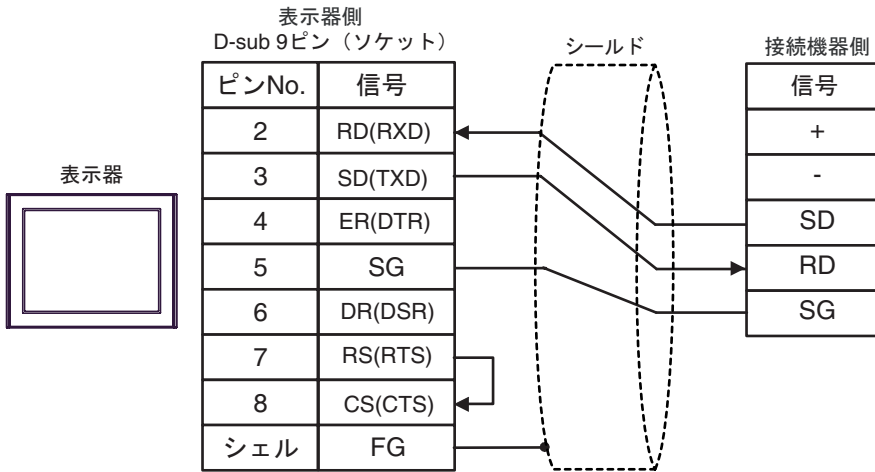 表示器側
D-sub 9ピン（ソケット）
シールド
接続機器側
表示器
ピンNo. 信号
2 RD(RXD)
3 SD(TXD)
4 ER(DTR)
5 SG
6 DR(DSR)
7 RS(RTS)
8 CS(CTS)
シェル FG
信号
+
-
SD
RD
SG